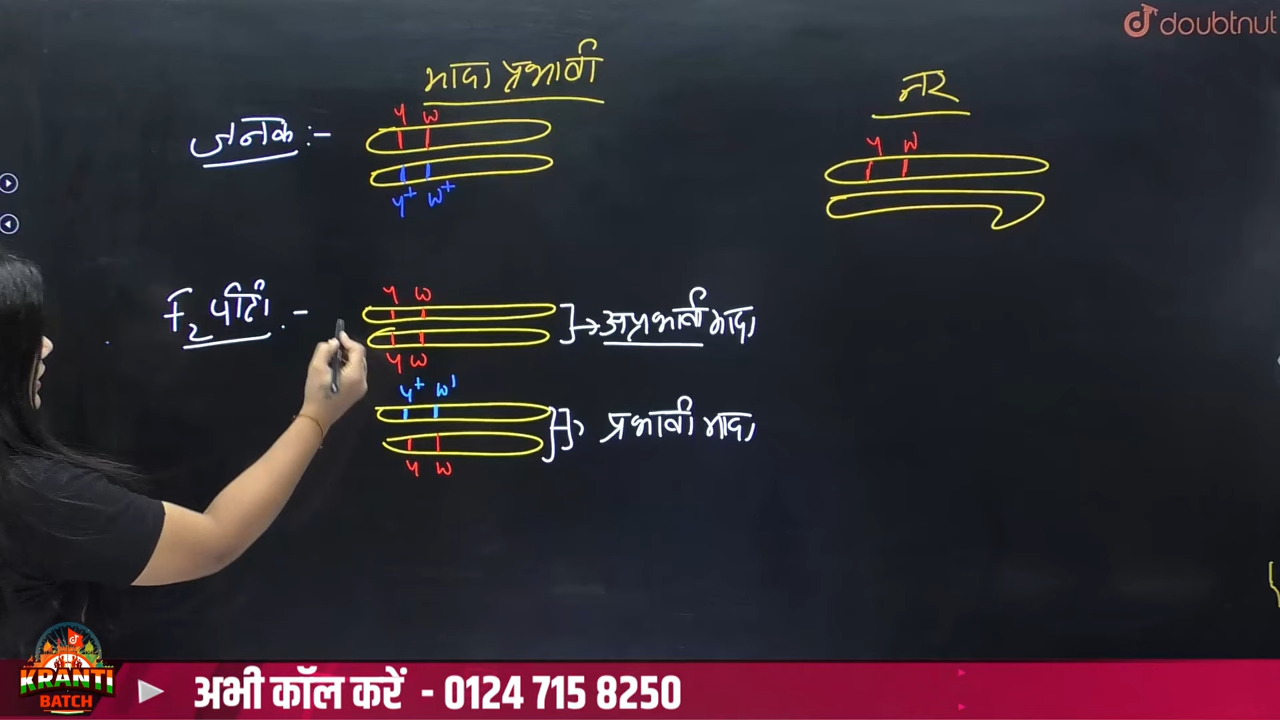 doubtnut
मादा प्रभावी
नर
जनक :-
y w
y⁺ w⁺
y w
F₂ पीढी :-
y w
y w
अप्रभावी मादा
y⁺ w⁺
y w
प्रभावी मादा
KRANTI
BATCH
अभी कॉल करें - 0124 715 8250